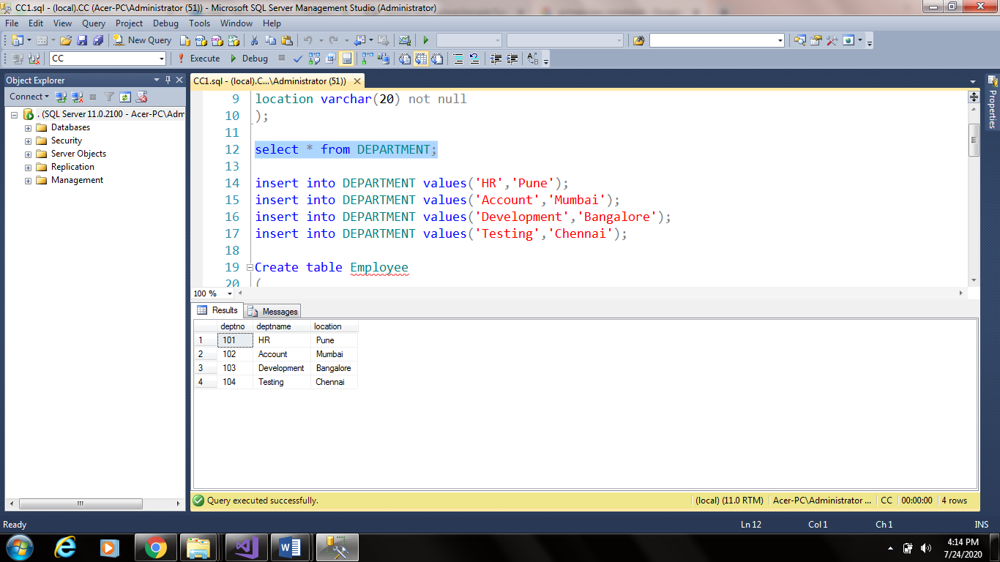 CC1.sql - (local).CC (Acer-PC\Administrator (51)) - Microsoft SQL Server Management Studio (Administrator)
File Edit View Query Project Debug Tools Window Help
New Query
CC Execute Debug
Object Explorer
Connect
. (SQL Server 11.0.2100 - Acer-PC\Adm
Databases
Security
Server Objects
Replication
Management
CC1.sql - (local).C...\Administrator (51))
Properties
9 location varchar(20) not null
10 );
11
12 select * from DEPARTMENT;
13
14 insert into DEPARTMENT values('HR','Pune');
15 insert into DEPARTMENT values('Account','Mumbai');
16 insert into DEPARTMENT values('Development','Bangalore');
17 insert into DEPARTMENT values('Testing','Chennai');
18
19 Create table Employee
20 (
100 %
Results Messages
deptno deptname location
1 101 HR Pune
2 102 Account Mumbai
3 103 Development Bangalore
4 104 Testing Chennai
Query executed successfully. (local) (11.0 RTM) Acer-PC\Administrator ... CC 00:00:00 4 rows
Ready Ln 12 Col 1 Ch 1 INS
4:14 PM
7/24/2020